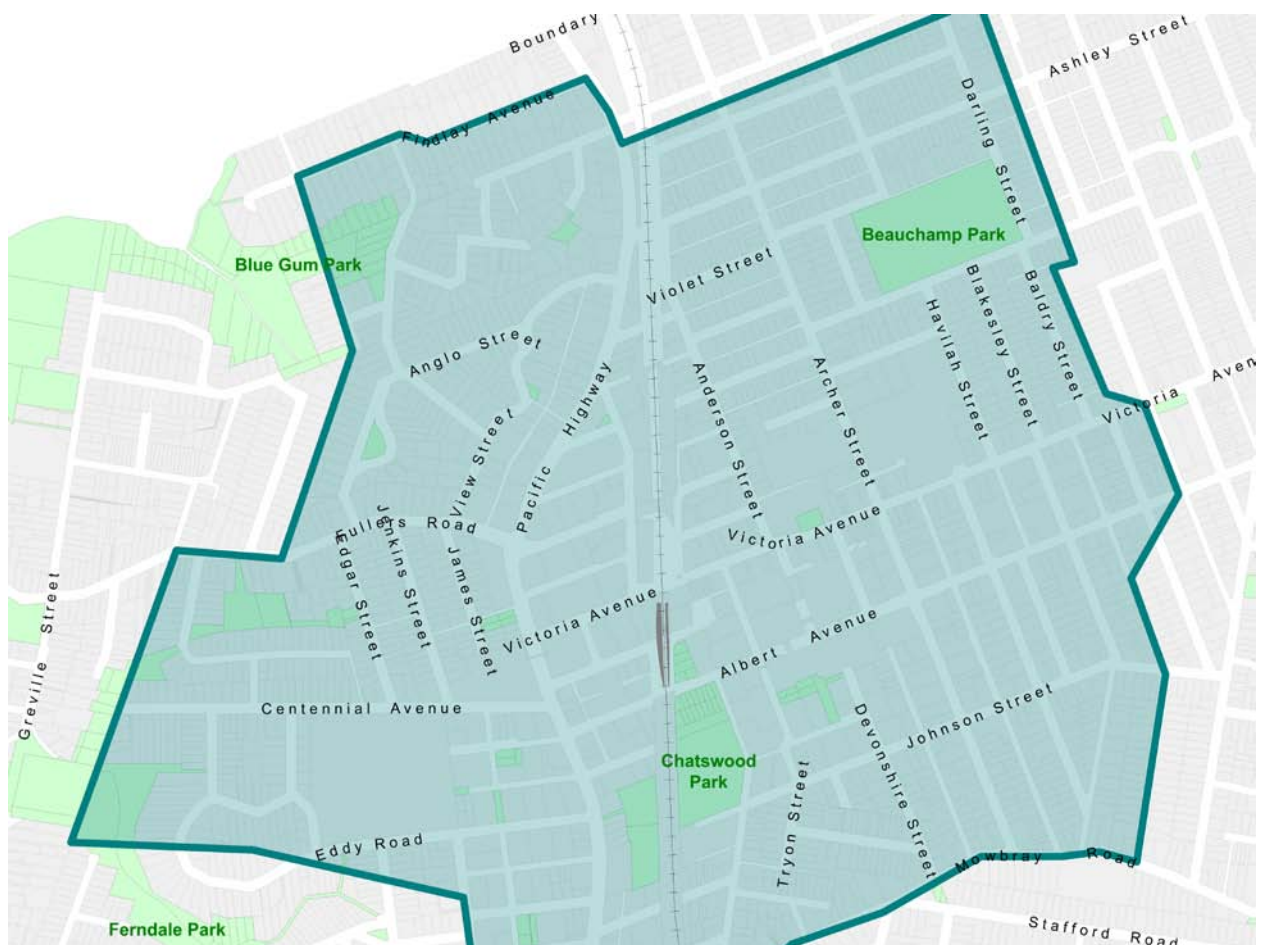 Boundary
Ashley Street
Findlay Avenue
Darling Street
Beauchamp Park
Blue Gum Park
Violet Street
Baldry Street
Blakesley Street
Havilah Street
Anglo Street
Archer Street
Anderson Street
Highway
Pacific
View Street
Victoria Aven
Victoria Avenue
Fullers Road
Jenkins Street
Edgar Street
James Street
Greville Street
Victoria Avenue
Albert Avenue
Centennial Avenue
Johnson Street
Devonshire Street
Chatswood
Park
Tryon Street
Eddy Road
Mowbray Road
Ferndale Park
Stafford Road